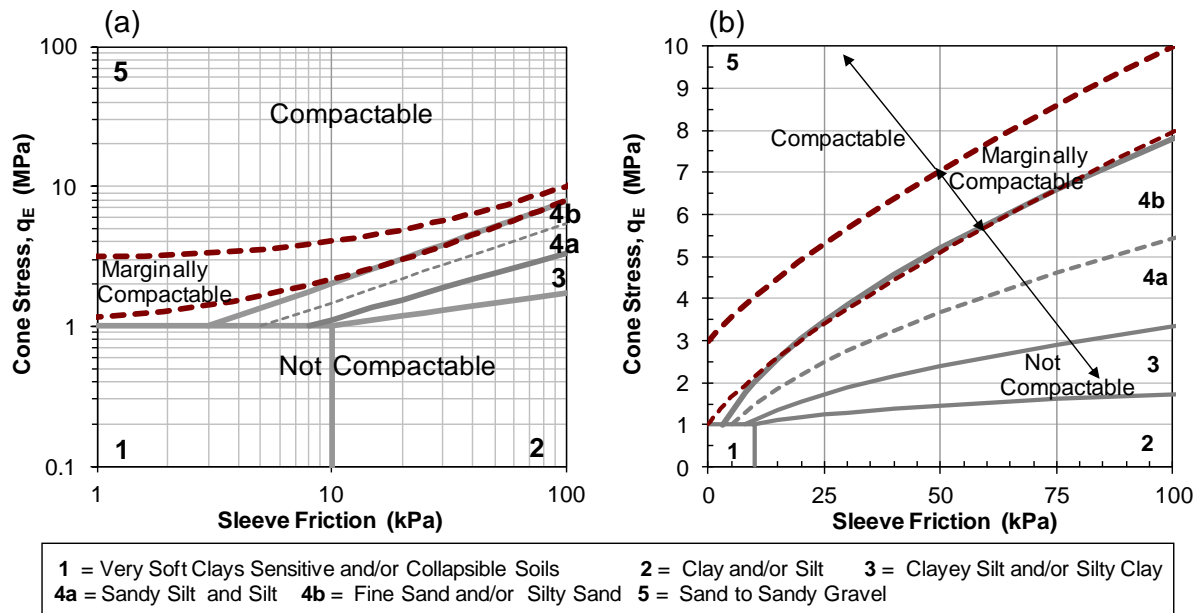 (a)
100
10
1
0.1
Cone Stress, qE (MPa)
5
Compactable
4b
4a
3
Marginally
Compactable
Not Compactable
1
2
1
10
100
Sleeve Friction (kPa)
(b)
10
9
8
7
6
5
4
3
2
1
0
Cone Stress, qE (MPa)
5
Compactable
Marginally
Compactable
4b
4a
3
Not
Compactable
1
2
0
25
50
75
100
Sleeve Friction (kPa)
1 = Very Soft Clays Sensitive and/or Collapsible Soils 2 = Clay and/or Silt 3 = Clayey Silt and/or Silty Clay
4a = Sandy Silt and Silt 4b = Fine Sand and/or Silty Sand 5 = Sand to Sandy Gravel